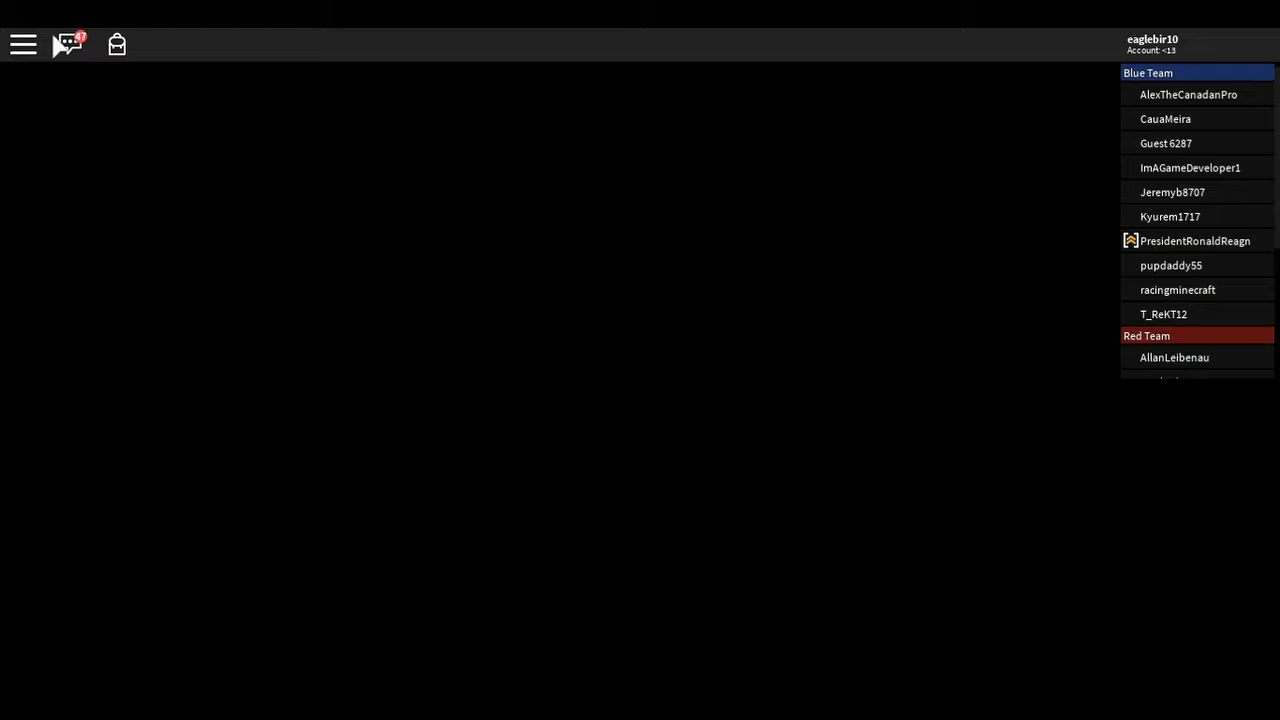 47
eaglebir10
Account: <13
Blue Team
AlexTheCanadanPro
CauaMeira
Guest 6287
ImAGameDeveloper1
Jeremyb8707
Kyurem1717
PresidentRonaldReagn
pupdaddy55
racingminecraft
T_ReKT12
Red Team
AllanLeibenau